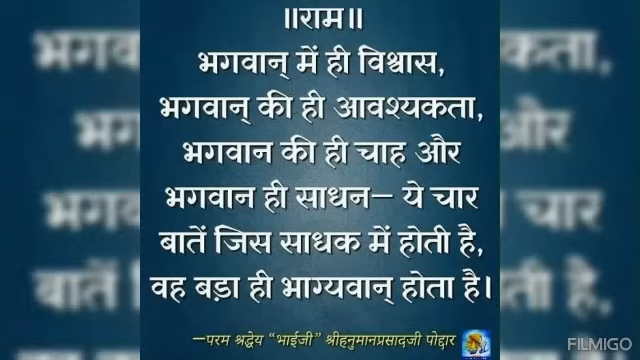 ॥राम॥
भगवान् में ही विश्वास,
भगवान् की ही आवश्यकता,
भगवान की ही चाह और
भगवान ही साधन– ये चार
बातें जिस साधक में होती है,
वह बड़ा ही भाग्यवान् होता है।
–परम श्रद्धेय “भाईजी” श्रीहनुमानप्रसादजी पोद्दार
FILMIGO